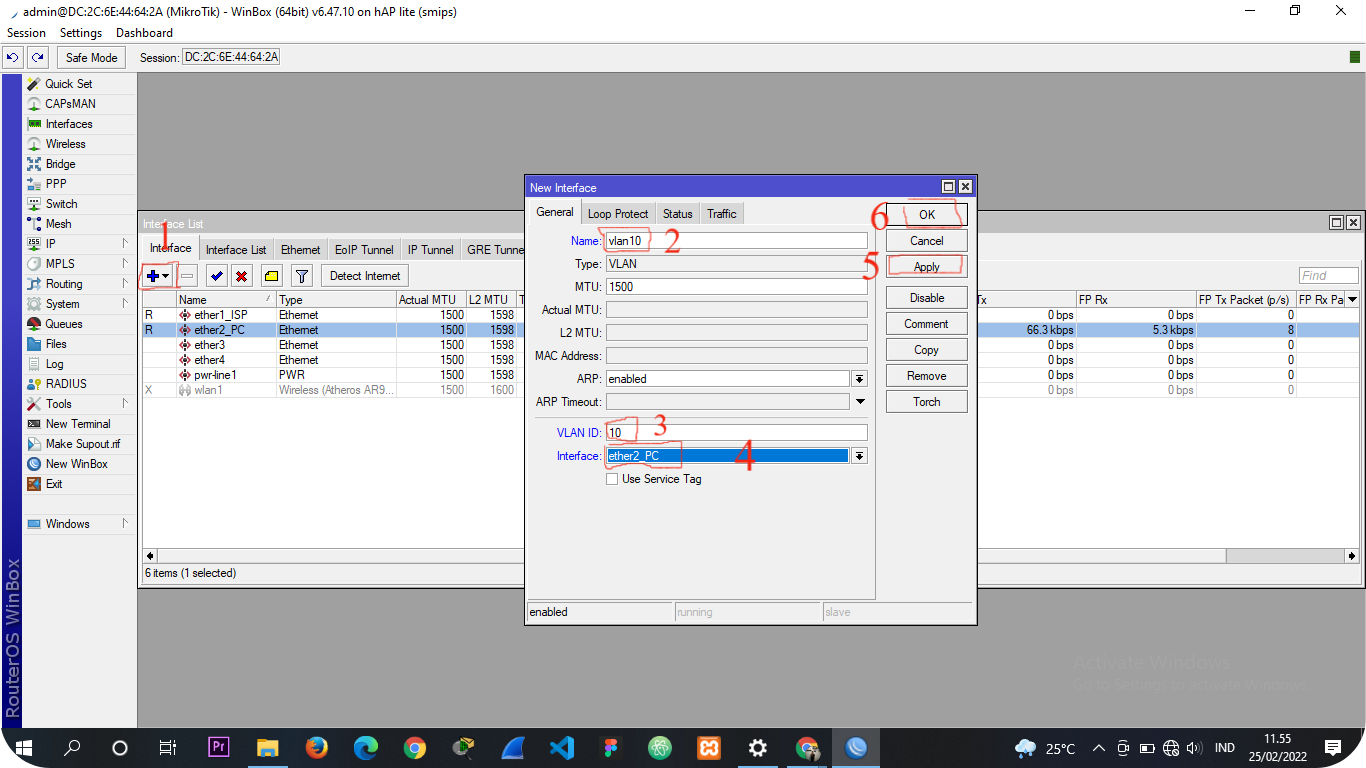 admin@DC:2C:6E:44:64:2A (MikroTik) - WinBox (64bit) v6.47.10 on hAP lite (smips)
Session Settings Dashboard
Safe Mode Session: DC:2C:6E:44:64:2A
Quick Set
CAPsMAN
Interfaces
Wireless
Bridge
PPP
Switch
Mesh
IP
MPLS
Routing
System
Queues
Files
Log
RADIUS
Tools
New Terminal
Make Supout.rif
New WinBox
Exit
Windows
RouterOS WinBox
Interface List
1
Interface Interface List Ethernet EoIP Tunnel IP Tunnel GRE Tunne
Detect Internet
Find
Name Type Actual MTU L2 MTU T
Tx FP Rx FP Tx Packet (p/s) FP Rx Pa
R ether1_ISP Ethernet 1500 1598 0 bps 0 bps 0
R ether2_PC Ethernet 1500 1598 66.3 kbps 5.3 kbps 8
ether3 Ethernet 1500 1598 0 bps 0 bps 0
ether4 Ethernet 1500 1598 0 bps 0 bps 0
pwr-line1 PWR 1500 1598 0 bps 0 bps 0
X wlan1 Wireless (Atheros AR9... 1500 1600 0 bps 0 bps 0
6 items (1 selected)
New Interface
General Loop Protect Status Traffic
Name: vlan10 2
Type: VLAN
MTU: 1500
Actual MTU:
L2 MTU:
MAC Address:
ARP: enabled
ARP Timeout:
VLAN ID: 10 3
Interface: ether2_PC 4
Use Service Tag
6 OK
Cancel
5 Apply
Disable
Comment
Copy
Remove
Torch
enabled running slave
Activate Windows
Go to Settings to activate Windows.
Pr
25°C
IND
11.55
25/02/2022